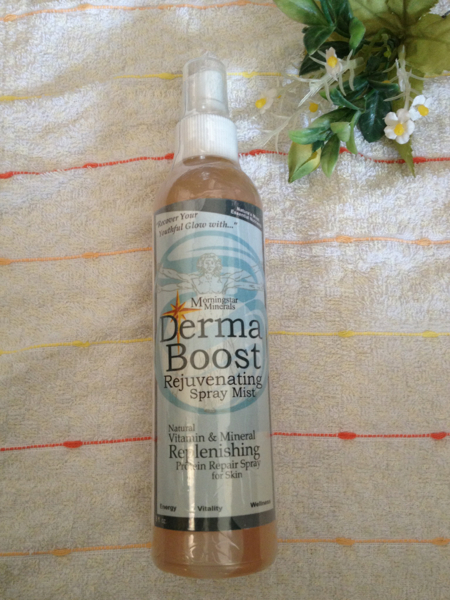 "Recover Your
Youthful Glow with..."
Morningstar
Minerals
Derma
Boost
Rejuvenating
Spray Mist
Natural
Vitamin & Mineral
Replenishing
Protein Repair Spray
for Skin
Energy Vitality Wellness